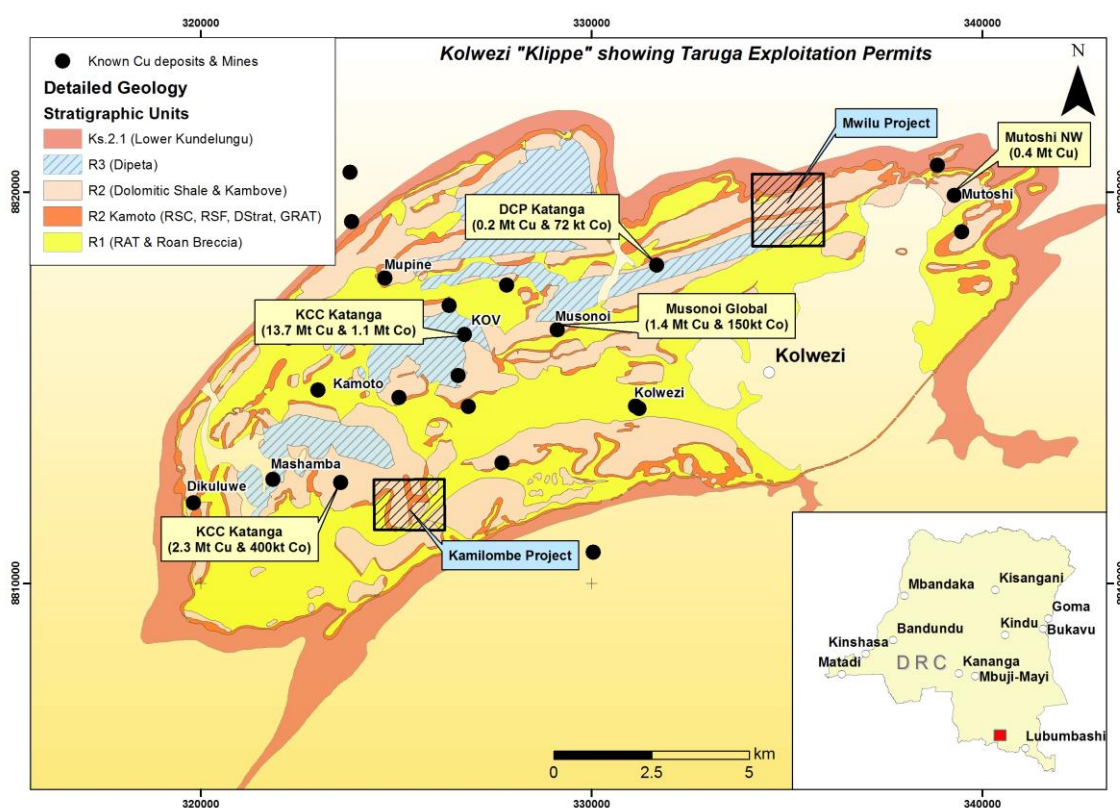 320000
330000
340000
Kolwezi "Klippe" showing Taruga Exploitation Permits
N
Known Cu deposits & Mines
Detailed Geology
Stratigraphic Units
Ks.2.1 (Lower Kundelungu)
R3 (Dipeta)
R2 (Dolomitic Shale & Kambove)
R2 Kamoto (RSC, RSF, DStrat, GRAT)
R1 (RAT & Roan Breccia)
Mwilu Project
Mutoshi NW
(0.4 Mt Cu)
8820000
Mutoshi
DCP Katanga
(0.2 Mt Cu & 72 kt Co)
Mupine
KCC Katanga
(13.7 Mt Cu & 1.1 Mt Co)
KOV
Musonoi
Musonoi Global
(1.4 Mt Cu & 150kt Co)
Kolwezi
Kamoto
Kolwezi
Mashamba
Dikuluwe
KCC Katanga
(2.3 Mt Cu & 400kt Co)
Kamilombe Project
8810000
Mbandaka
Kisangani
Goma
Kindu
Bukavu
Bandundu
Kinshasa
Matadi
DRC
Kananga
Mbuji-Mayi
Lubumbashi
km
0
2.5
5
320000
330000
340000